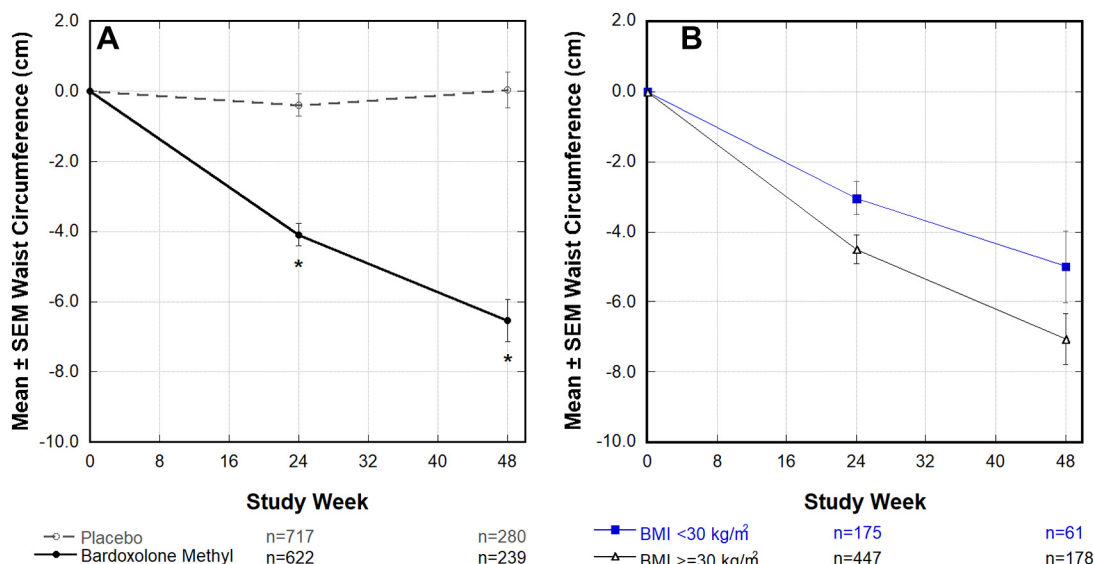 A
Mean ± SEM Waist Circumference (cm)
2.0
0.0
-2.0
-4.0
-6.0
-8.0
-10.0
*
*
0 8 16 24 32 40 48
Study Week
Placebo n=717 n=280
Bardoxolone Methyl n=622 n=239
B
Mean ± SEM Waist Circumference (cm)
2.0
0.0
-2.0
-4.0
-6.0
-8.0
-10.0
0 8 16 24 32 40 48
Study Week
BMI <30 kg/m² n=175 n=61
BMI >=30 kg/m² n=447 n=178